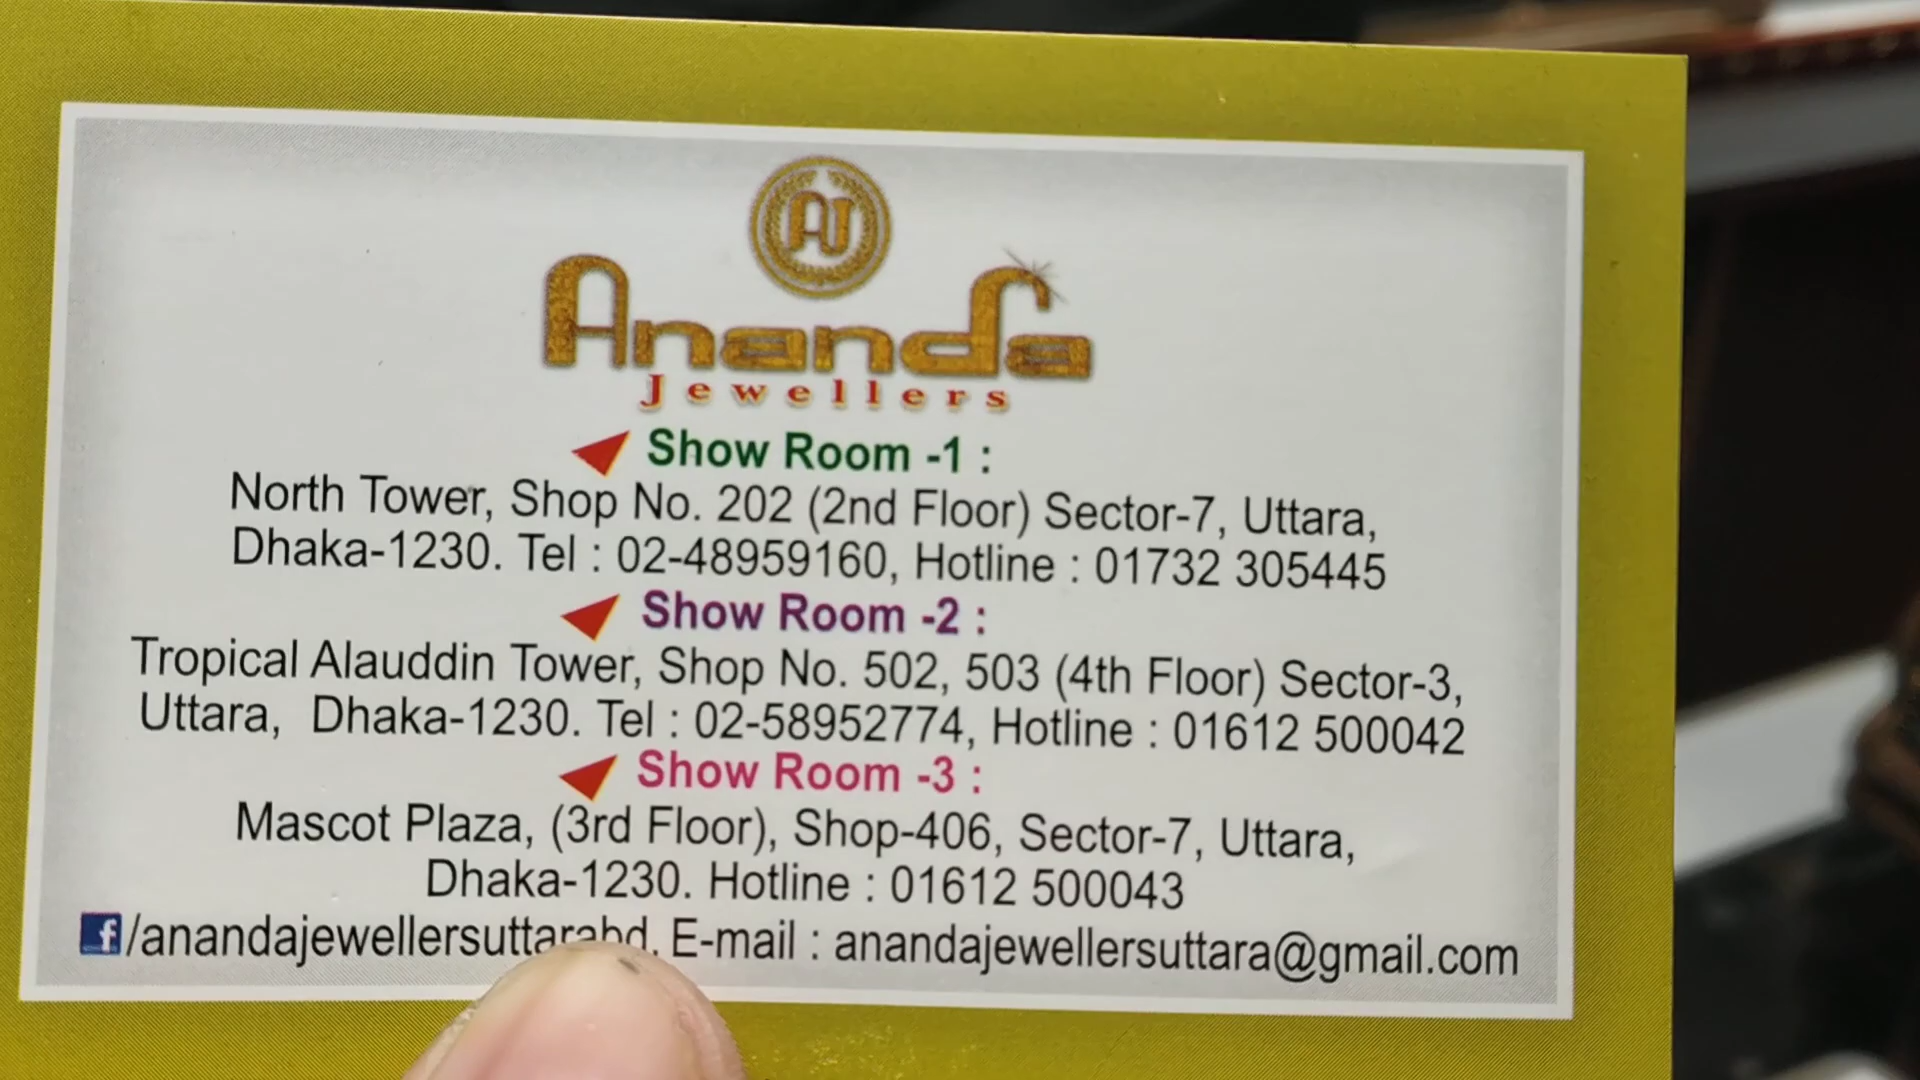 AJ
Ananda
Jewellers
Show Room -1 :
North Tower, Shop No. 202 (2nd Floor) Sector-7, Uttara,
Dhaka-1230. Tel : 02-48959160, Hotline : 01732 305445
Show Room -2 :
Tropical Alauddin Tower, Shop No. 502, 503 (4th Floor) Sector-3,
Uttara, Dhaka-1230. Tel : 02-58952774, Hotline : 01612 500042
Show Room -3 :
Mascot Plaza, (3rd Floor), Shop-406, Sector-7, Uttara,
Dhaka-1230. Hotline : 01612 500043
f/anandajewellersuttarabd, E-mail : anandajewellersuttara@gmail.com